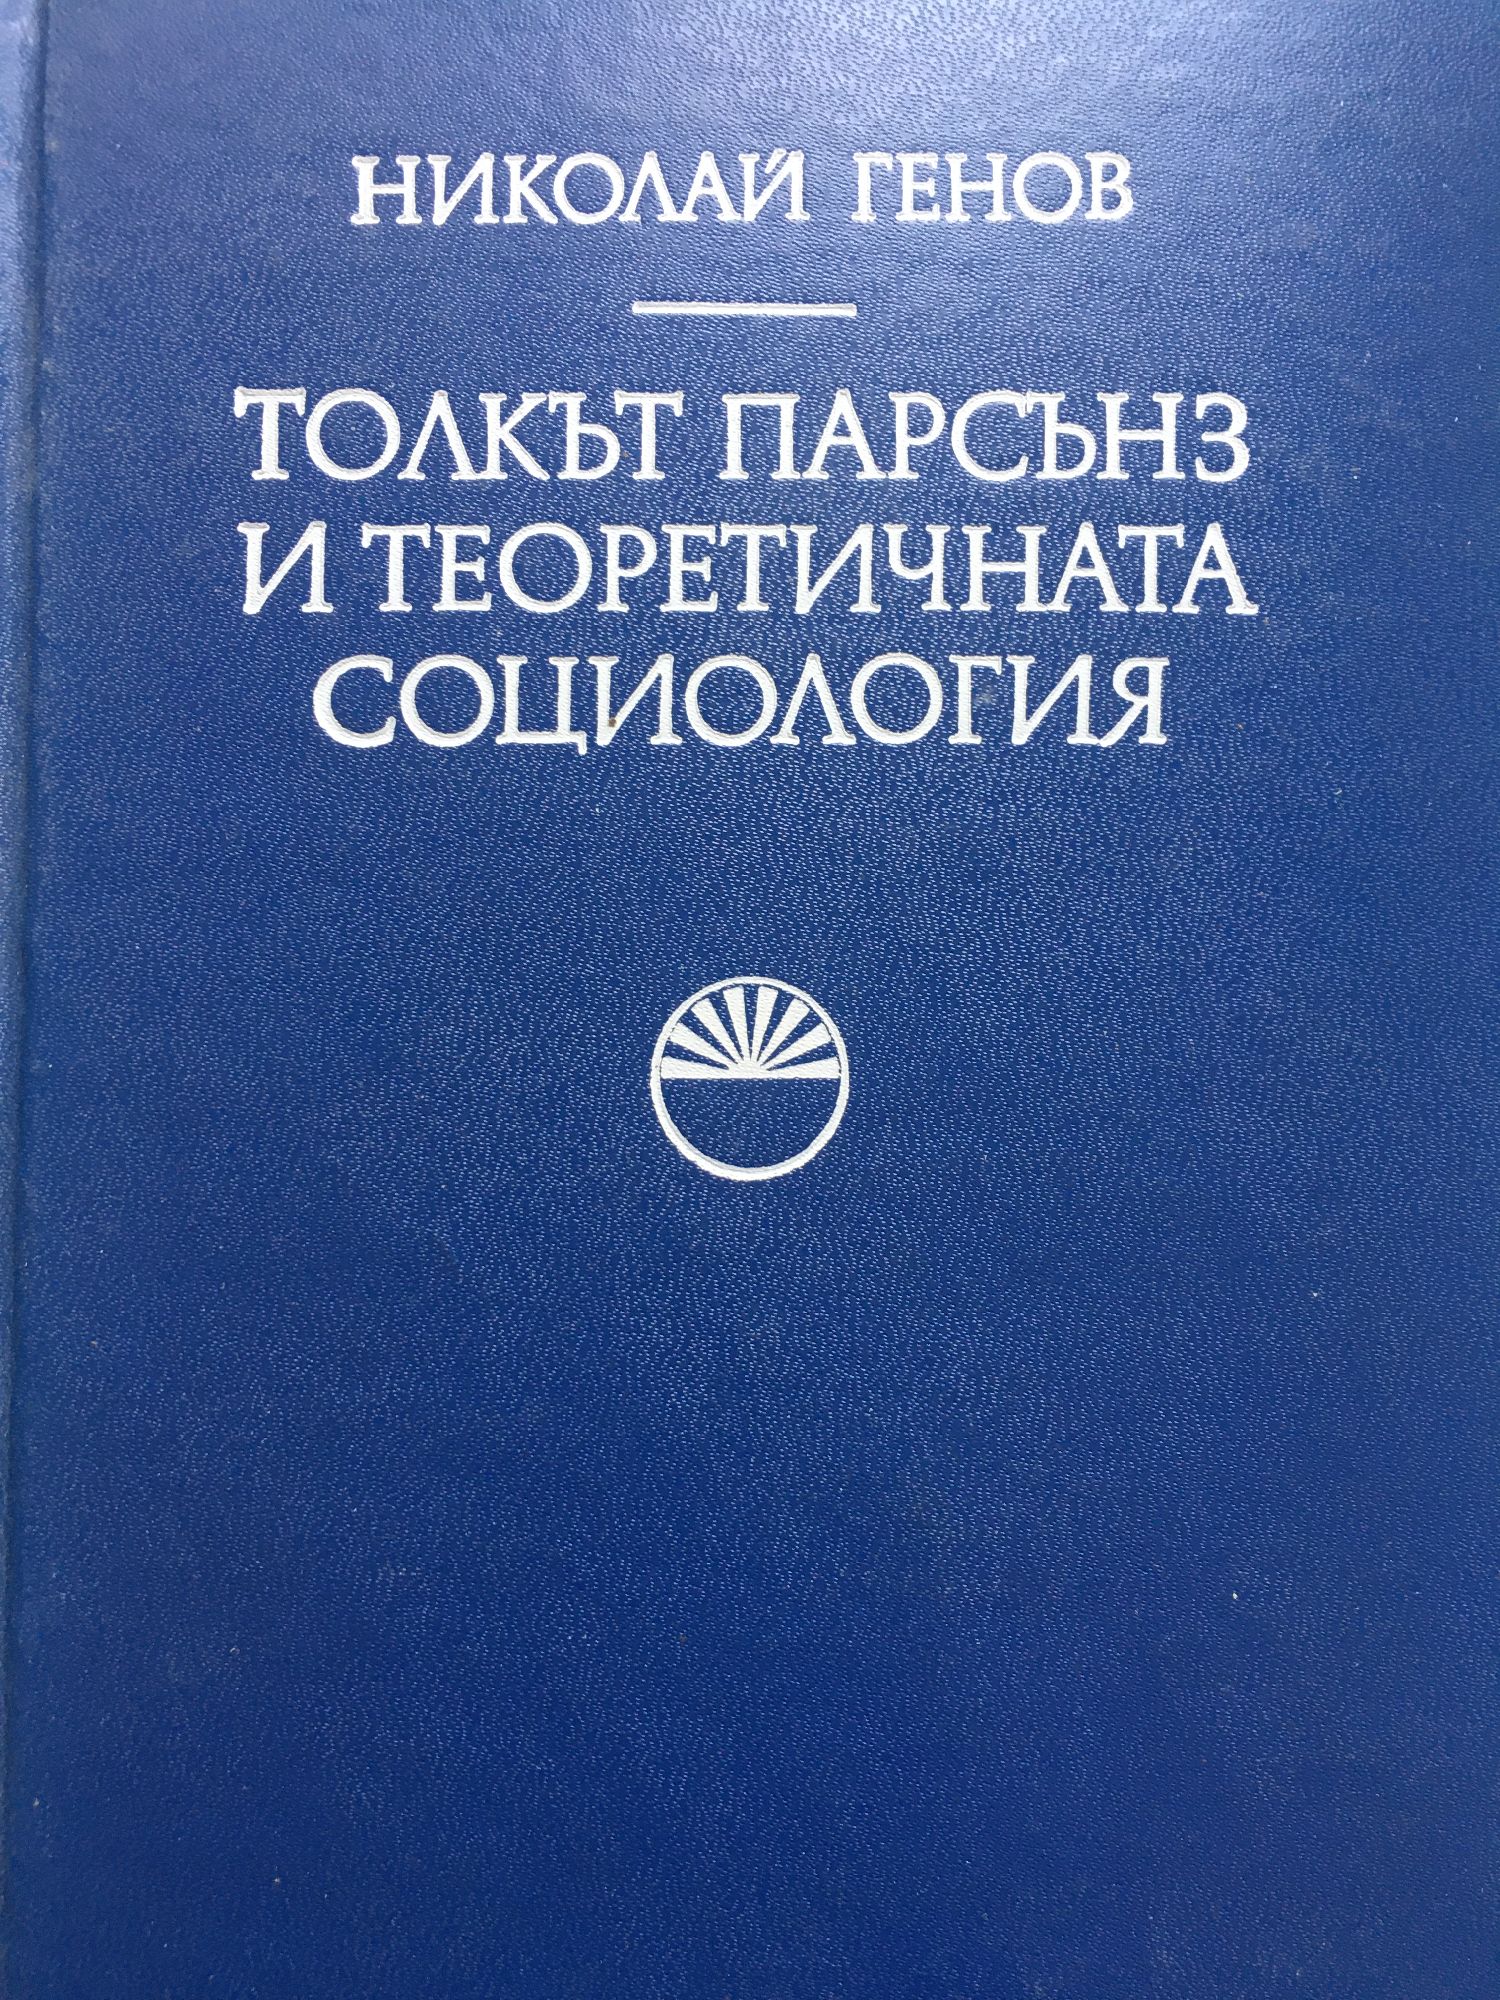 НИКОЛАЙ ГЕНОВ
ТОЛКЪТ ПАРСЪНЗ
И ТЕОРЕТИЧНАТА
СОЦИОЛОГИЯ